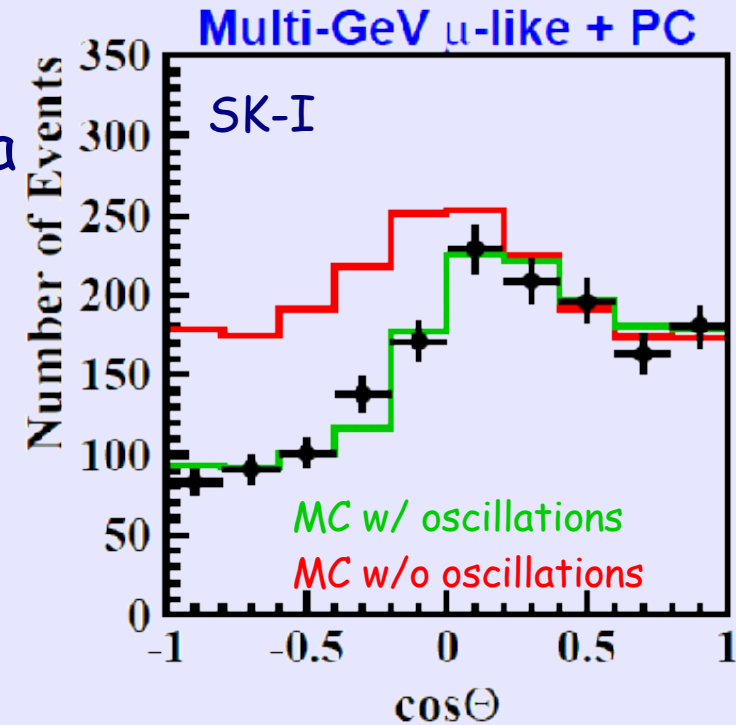 Multi-GeV μ-like + PC
SK-I
a
Number of Events
350
300
250
200
150
100
50
0
MC w/ oscillations
MC w/o oscillations
-1 -0.5 0 0.5 1
cosΘ